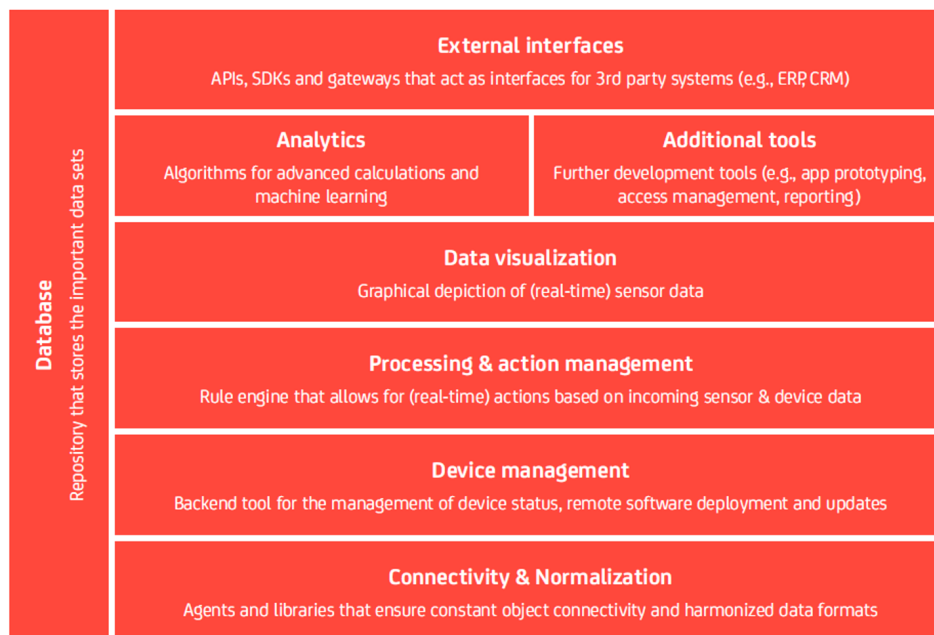 Database
Repository that stores the important data sets
External interfaces
APIs, SDKs and gateways that act as interfaces for 3rd party systems (e.g., ERP, CRM)
Analytics
Algorithms for advanced calculations and
machine learning
Additional tools
Further development tools (e.g., app prototyping,
access management, reporting)
Data visualization
Graphical depiction of (real-time) sensor data
Processing & action management
Rule engine that allows for (real-time) actions based on incoming sensor & device data
Device management
Backend tool for the management of device status, remote software deployment and updates
Connectivity & Normalization
Agents and libraries that ensure constant object connectivity and harmonized data formats